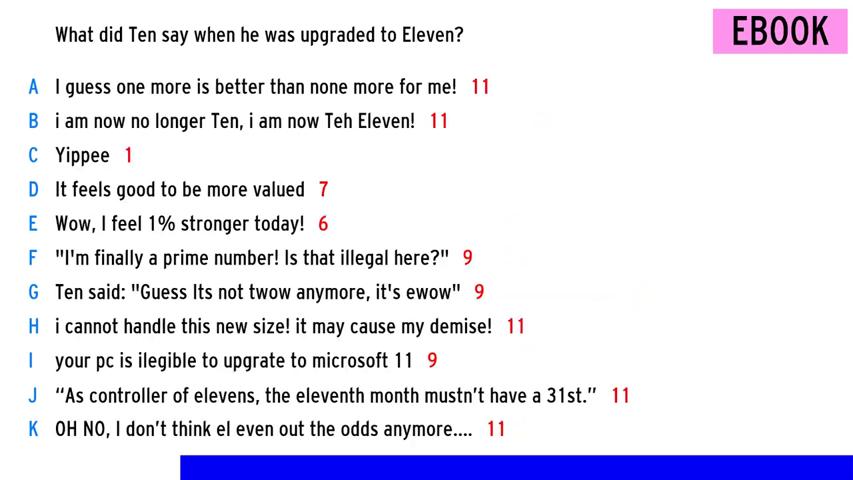 What did Ten say when he was upgraded to Eleven?
EBOOK
A I guess one more is better than none more for me! 11
B i am now no longer Ten, i am now Teh Eleven! 11
C Yippee 1
D It feels good to be more valued 7
E Wow, I feel 1% stronger today! 6
F "I'm finally a prime number! Is that illegal here?" 9
G Ten said: "Guess Its not twow anymore, it's ewow" 9
H i cannot handle this new size! it may cause my demise! 11
I your pc is ilegible to upgrate to microsoft 11 9
J “As controller of elevens, the eleventh month mustn’t have a 31st.” 11
K OH NO, I don’t think el even out the odds anymore.... 11